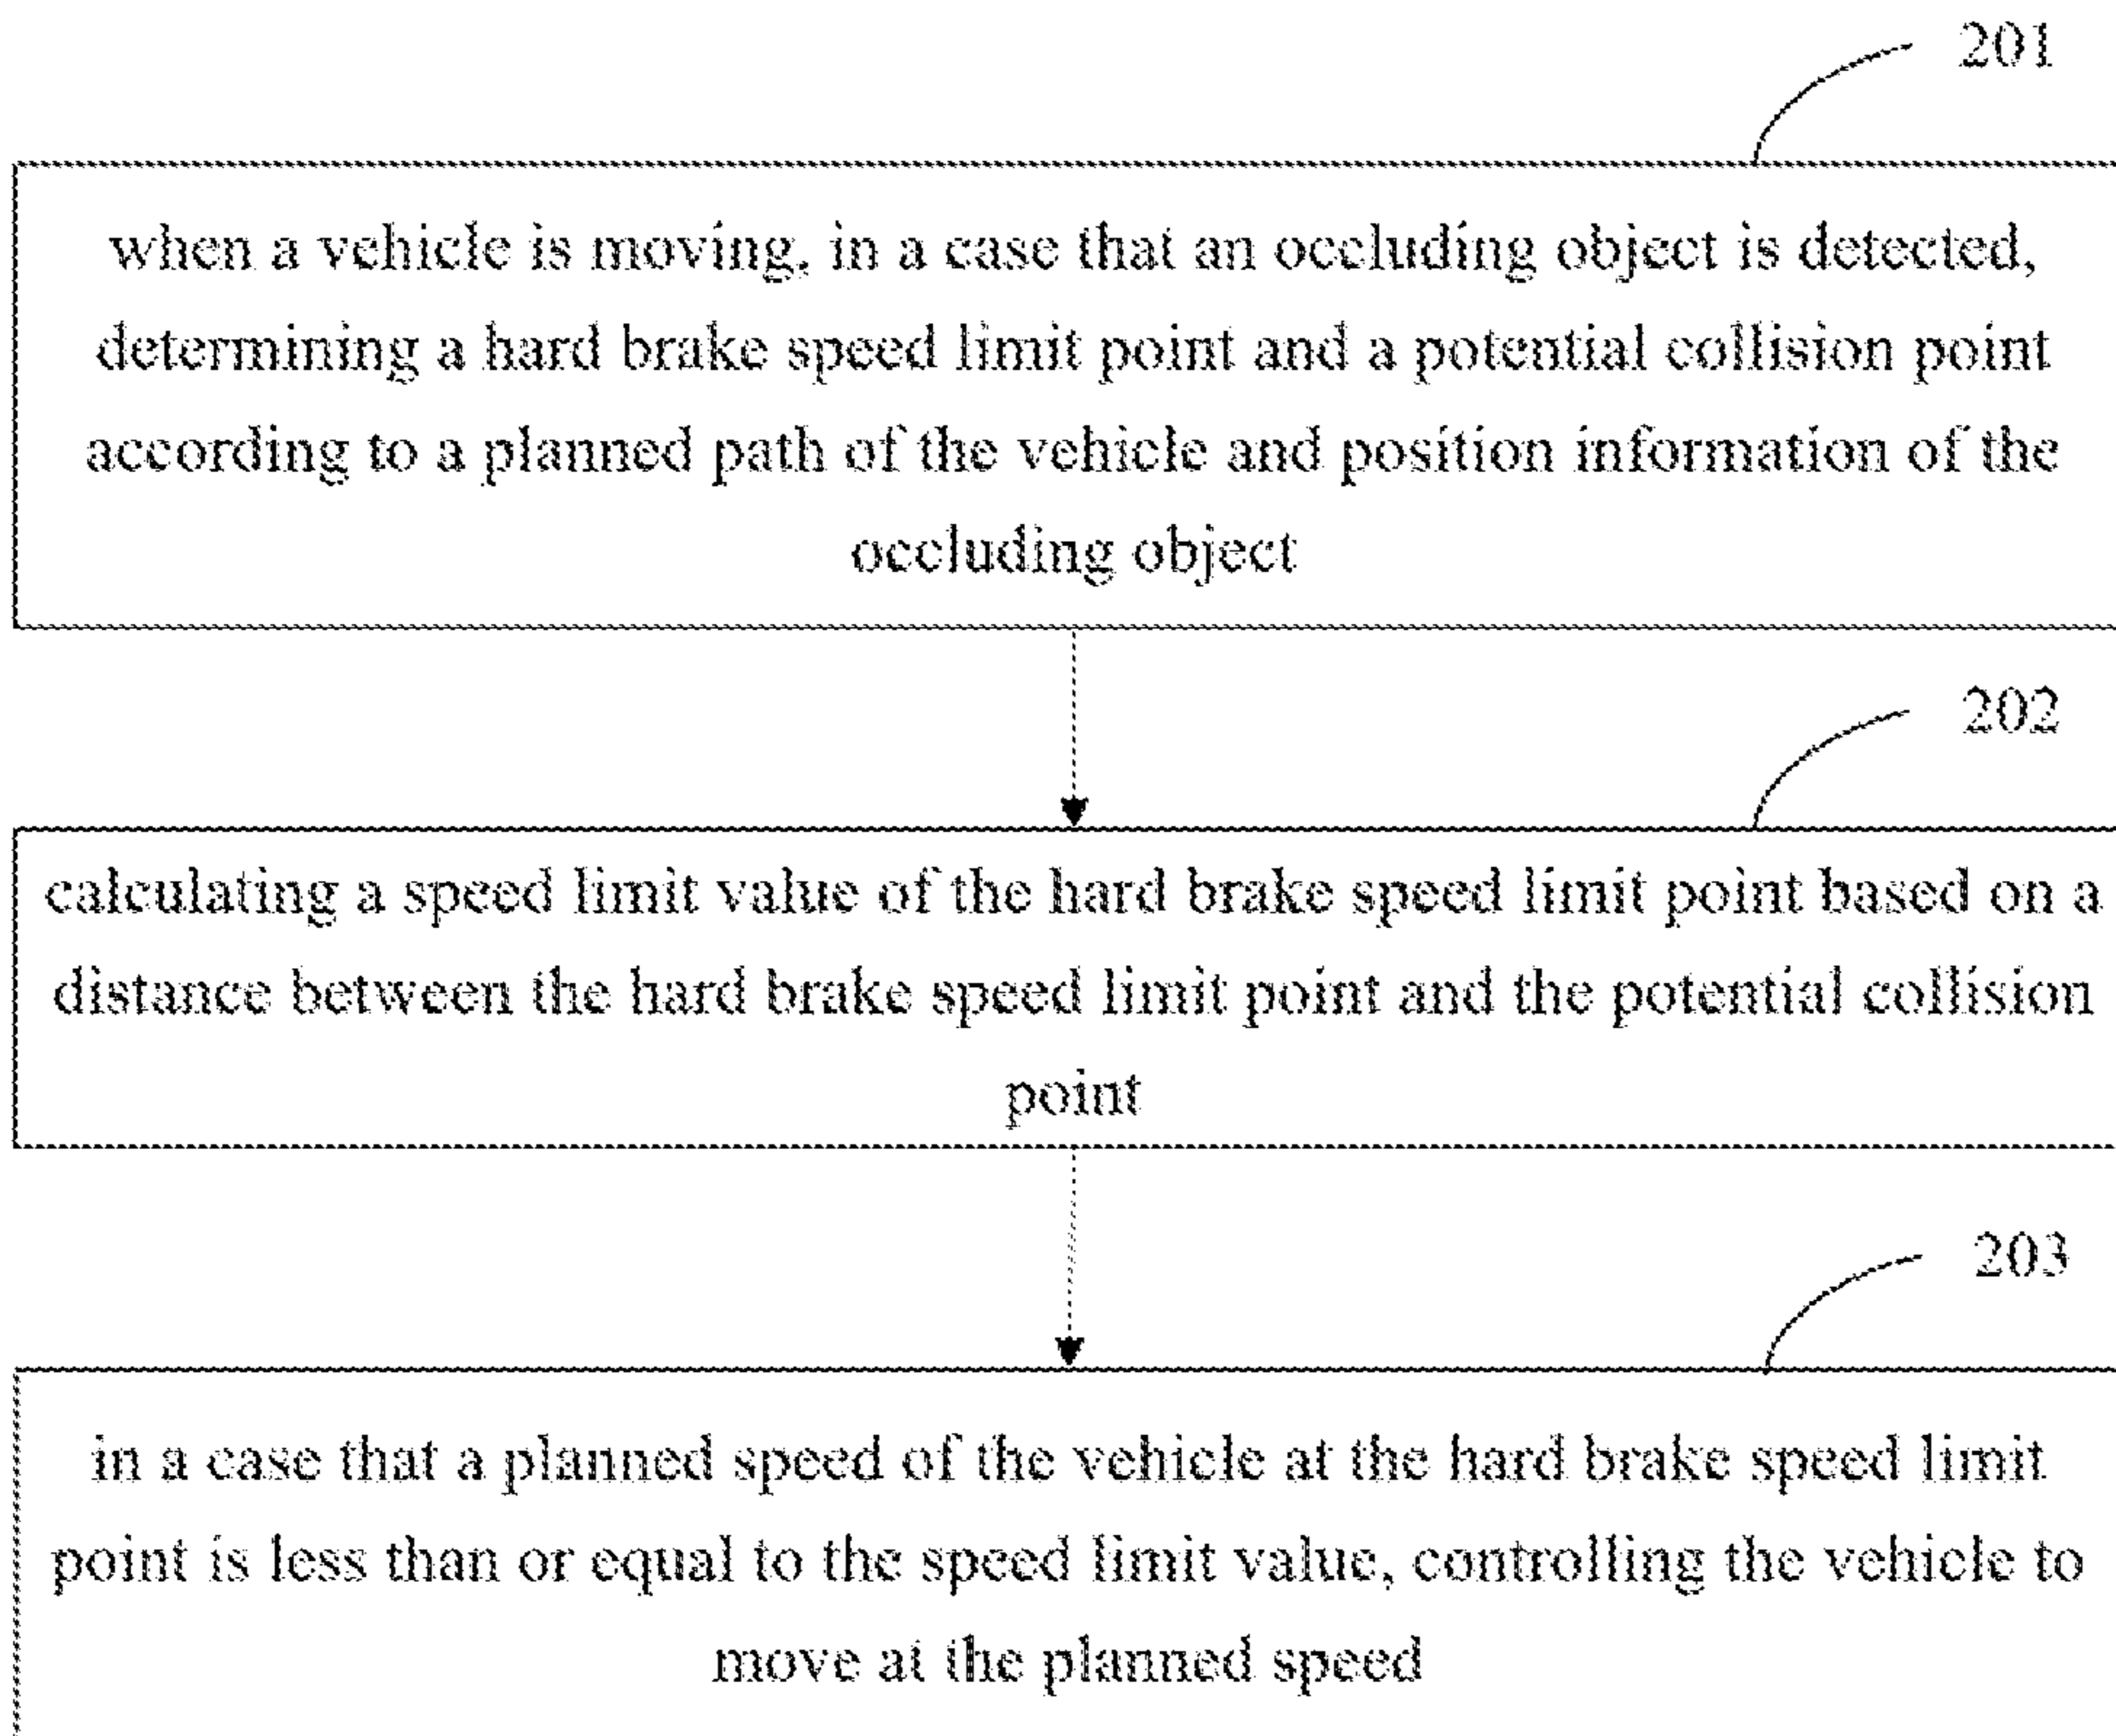 201
when a vehicle is moving, in a case that an occluding object is detected,
determining a hard brake speed limit point and a potential collision point
according to a planned path of the vehicle and position information of the
occluding object
202
calculating a speed limit value of the hard brake speed limit point based on a
distance between the hard brake speed limit point and the potential collision
point
203
in a case that a planned speed of the vehicle at the hard brake speed limit
point is less than or equal to the speed limit value, controlling the vehicle to
move at the planned speed